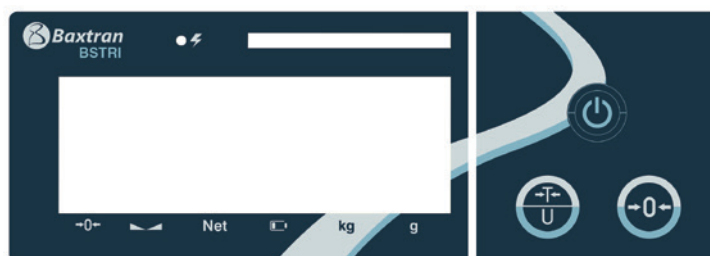 Baxtran
BSTRI
→0← Net kg g
→T←
U
→0←